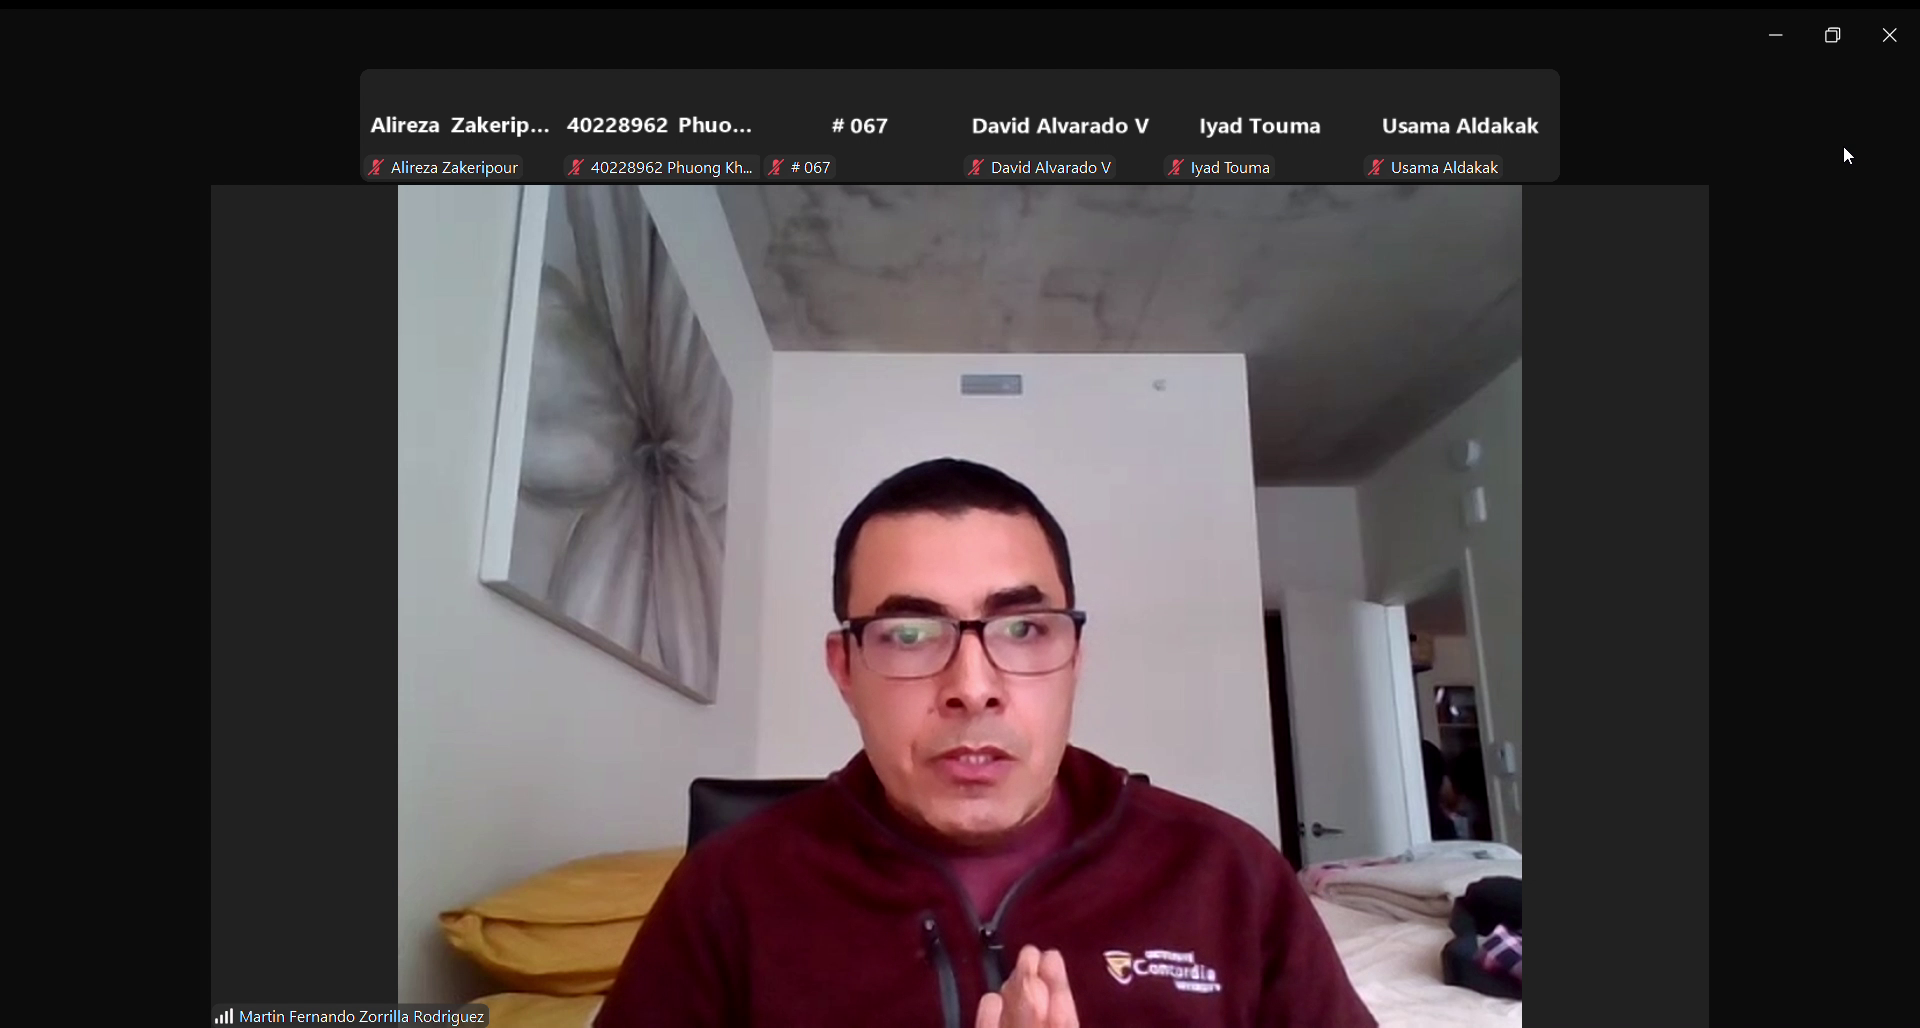 Alireza Zakerip... 40228962 Phuo... # 067 David Alvarado V Iyad Touma Usama Aldakak
Alireza Zakeripour 40228962 Phuong Kh... # 067 David Alvarado V Iyad Touma Usama Aldakak
Concordia
Martin Fernando Zorrilla Rodriguez